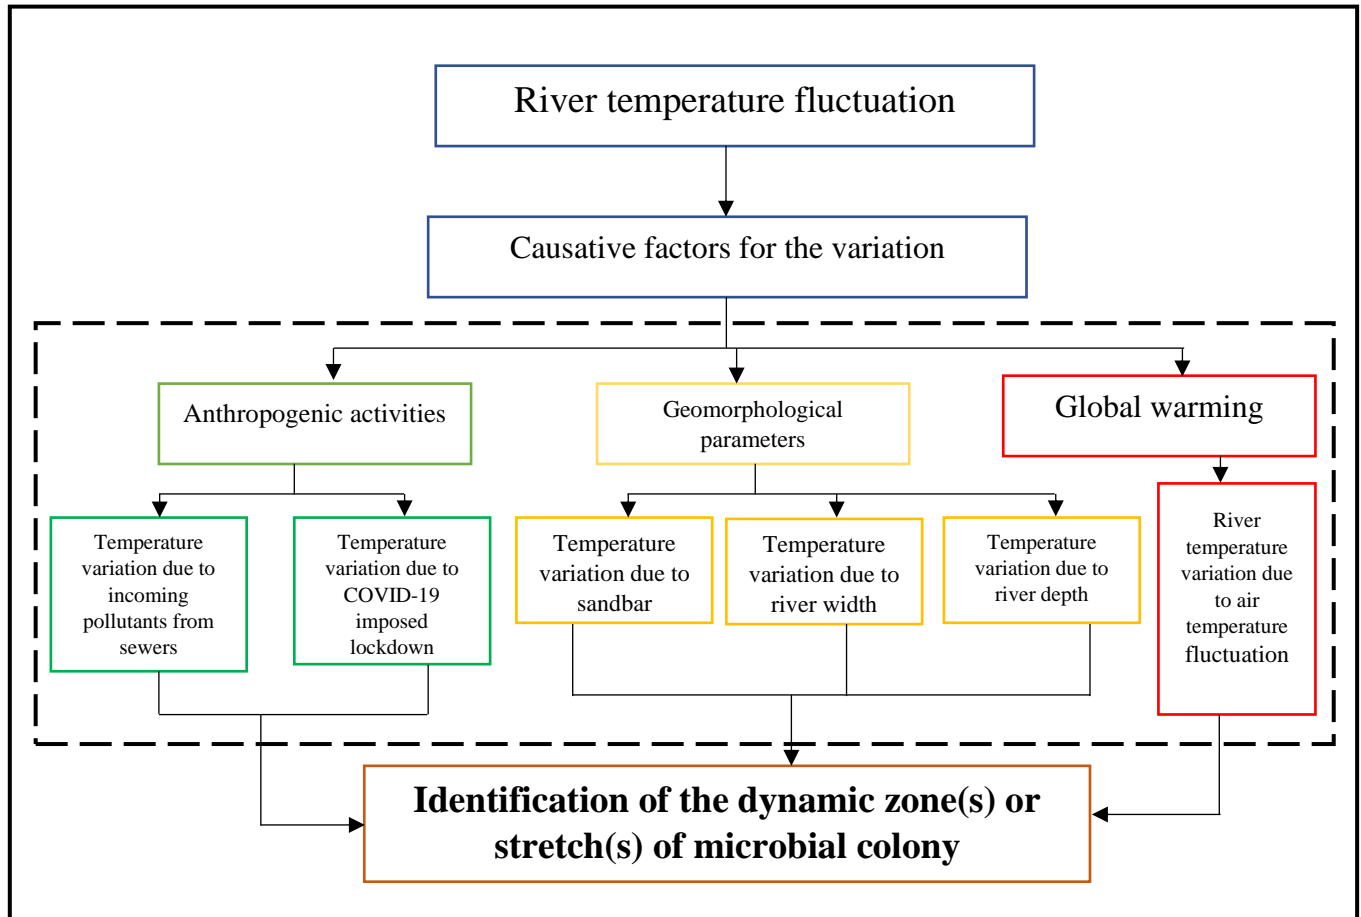 River temperature fluctuation
Causative factors for the variation
Anthropogenic activities
Geomorphological
parameters
Global warming
Temperature
variation due to
incoming
pollutants from
sewers
Temperature
variation due to
COVID-19
imposed
lockdown
Temperature
variation due to
sandbar
Temperature
variation due to
river width
Temperature
variation due to
river depth
River
temperature
variation due
to air
temperature
fluctuation
Identification of the dynamic zone(s) or
stretch(s) of microbial colony